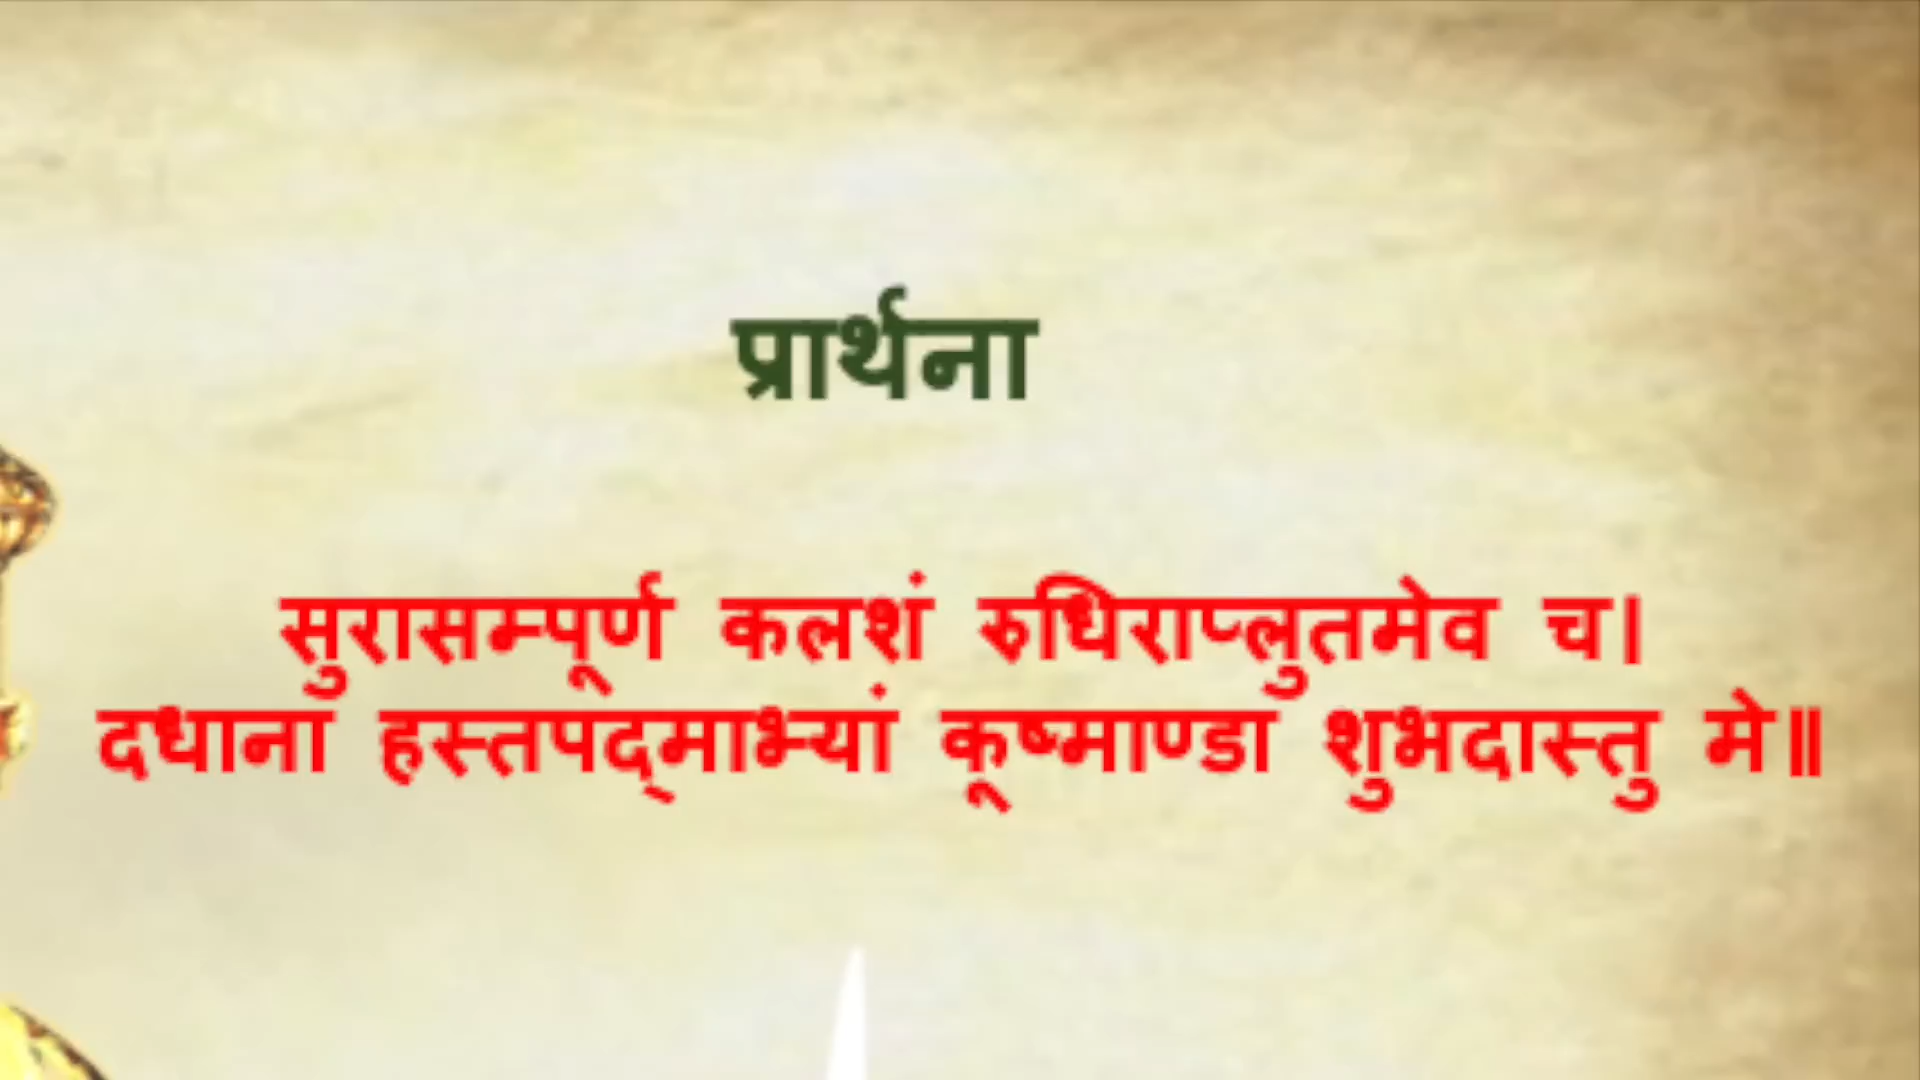 प्रार्थना
सुरासम्पूर्ण कलशं रुधिराप्लुतमेव च।
दधाना हस्तपद्‌माभ्यां कूष्माण्डा शुभदास्तु मे॥